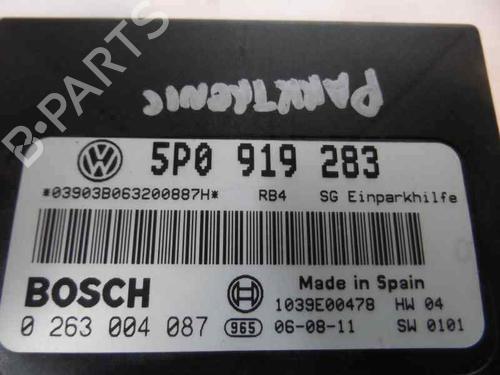 PARKTRONIC
B-PARTS
5P0 919 283
*03903B063200887H* RB4 SG Einparkhilfe
BOSCH
Made in Spain
1039E00478 HW 04
0 263 004 087 965 06-08-11 SW 0101